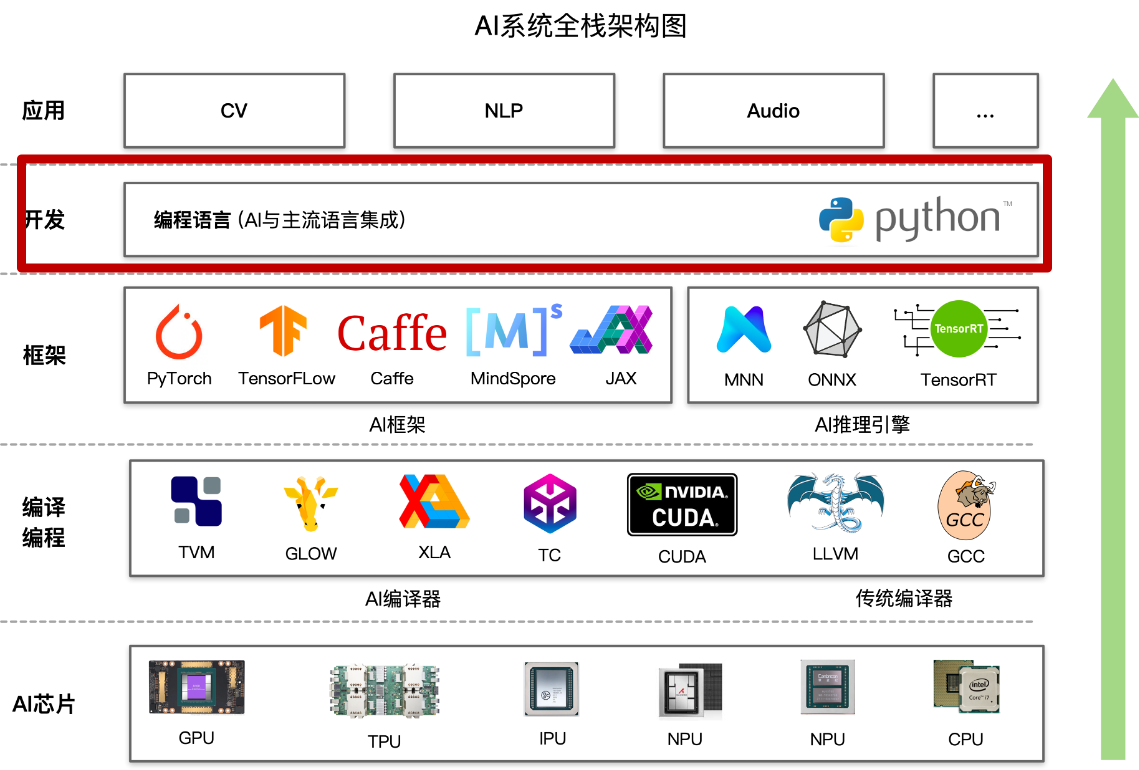 AI系统全栈架构图
应用
CV
NLP
Audio
...
开发
编程语言 (AI与主流语言集成)
python™
框架
Caffe
[M]s
TensorRT
PyTorch
TensorFLow
Caffe
MindSpore
JAX
MNN
ONNX
TensorRT
AI框架
AI推理引擎
编译
编程
NVIDIA.
CUDA.
GCC
TVM
GLOW
XLA
TC
CUDA
LLVM
GCC
AI编译器
传统编译器
AI芯片
intel
Core i7
GPU
TPU
IPU
NPU
NPU
CPU